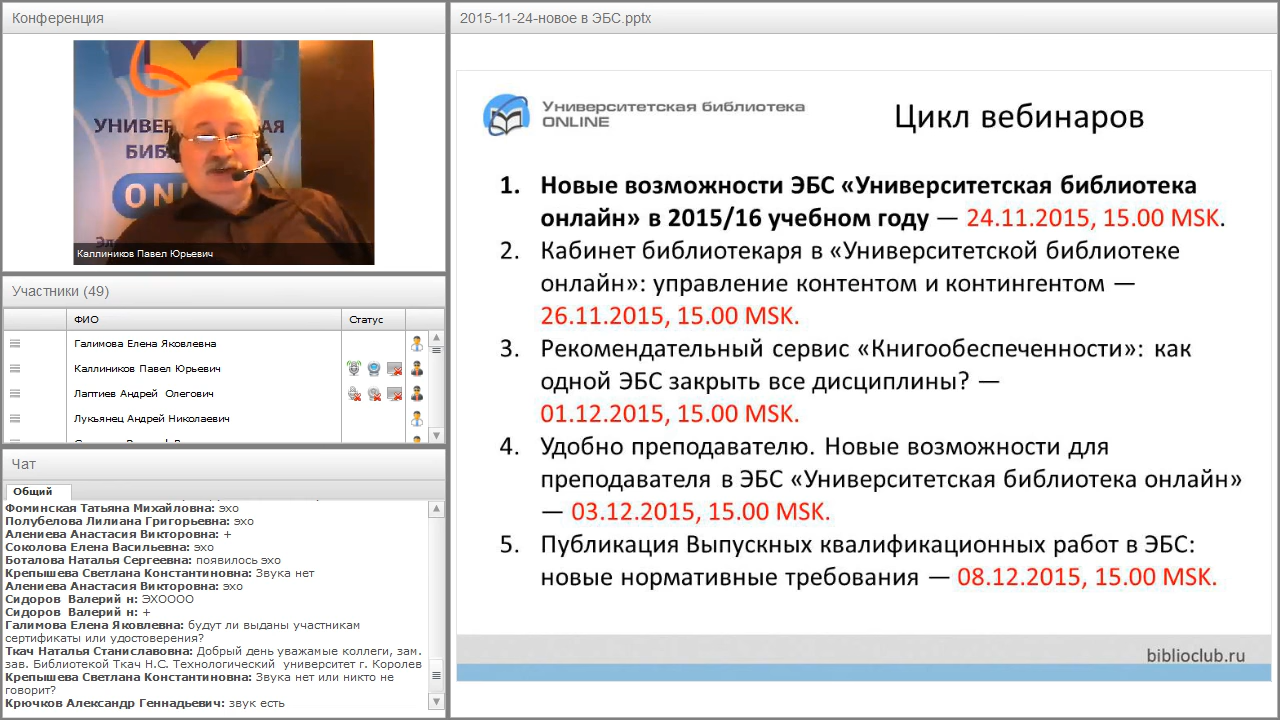 Конференция
УНИВЕР
АЯ
БИБ
ON
Эле
Каллиников Павел Юрьевич
Участники (49)
ФИО
Статус
Галимова Елена Яковлевна
Каллиников Павел Юрьевич
Лаптиев Андрей Олегович
Лукьянец Андрей Николаевич
Чат
Общий
Фоминская Татьяна Михайловна: эхо
Полубелова Лилиана Григорьевна: эхо
Алениева Анастасия Викторовна: +
Соколова Елена Васильевна: эхо
Боталова Наталья Сергеевна: появилось эхо
Крепышева Светлана Константиновна: Звука нет
Алениева Анастасия Викторовна: эхо
Сидоров Валерий н: ЭХОООО
Сидоров Валерий н: +
Галимова Елена Яковлевна: будут ли выданы участникам
сертификаты или удостоверения?
Ткач Наталья Станиславовна: Добрый день уважамые коллеги, зам.
зав. Библиотекой Ткач Н.С. Технологический университет г. Королев
Крепышева Светлана Константиновна: Звука нет или никто не
говорит?
Крючков Александр Геннадьевич: звук есть
2015-11-24-новое в ЭБС.pptx
Университетская библиотека
ONLINE
Цикл вебинаров
1. Новые возможности ЭБС «Университетская библиотека
онлайн» в 2015/16 учебном году — 24.11.2015, 15.00 MSK.
2. Кабинет библиотекаря в «Университетской библиотеке
онлайн»: управление контентом и контингентом —
26.11.2015, 15.00 MSK.
3. Рекомендательный сервис «Книгообеспеченности»: как
одной ЭБС закрыть все дисциплины? —
01.12.2015, 15.00 MSK.
4. Удобно преподавателю. Новые возможности для
преподавателя в ЭБС «Университетская библиотека онлайн»
— 03.12.2015, 15.00 MSK.
5. Публикация Выпускных квалификационных работ в ЭБС:
новые нормативные требования — 08.12.2015, 15.00 MSK.
biblioclub.ru